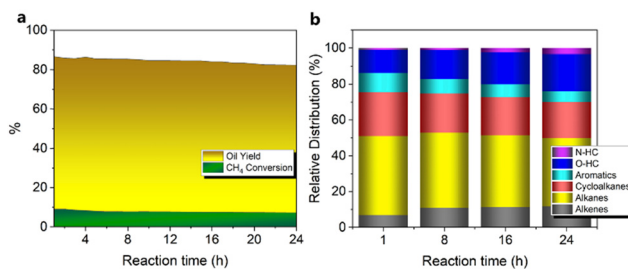 a
b
100
80
60
40
20
0
%
Oil Yield
CH₄ Conversion
4
8
12
16
20
24
Reaction time (h)
100
80
60
40
20
0
Relative Distribution (%)
N-HC
O-HC
Aromatics
Cycloalkanes
Alkanes
Alkenes
1
8
16
24
Reaction time (h)